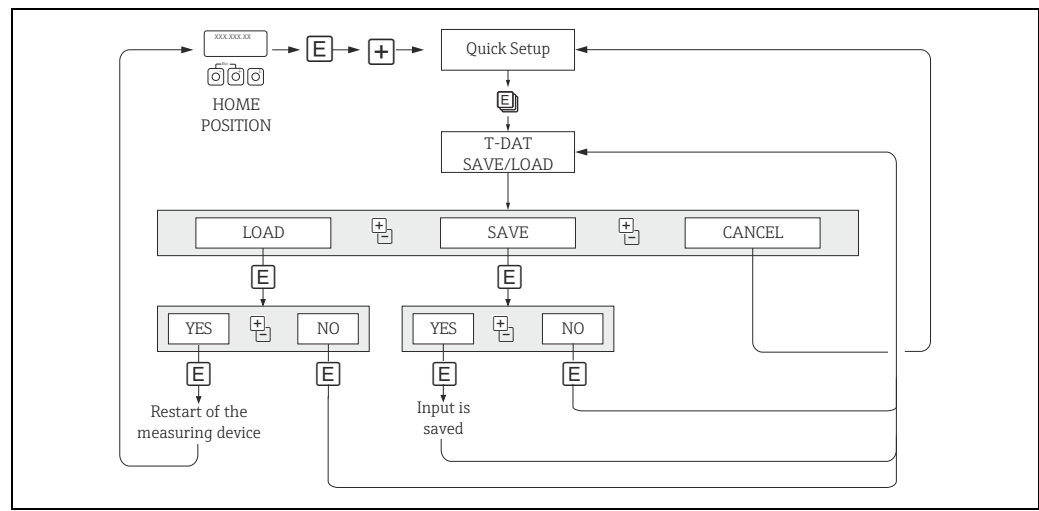 XXX.XXX.XX
Esc
E
+
Quick Setup
- + E
HOME
POSITION
E
T-DAT
SAVE/LOAD
LOAD
+
-
SAVE
+
-
CANCEL
E
E
YES
+
-
NO
YES
+
-
NO
E
E
E
E
Restart of the
measuring device
Input is
saved